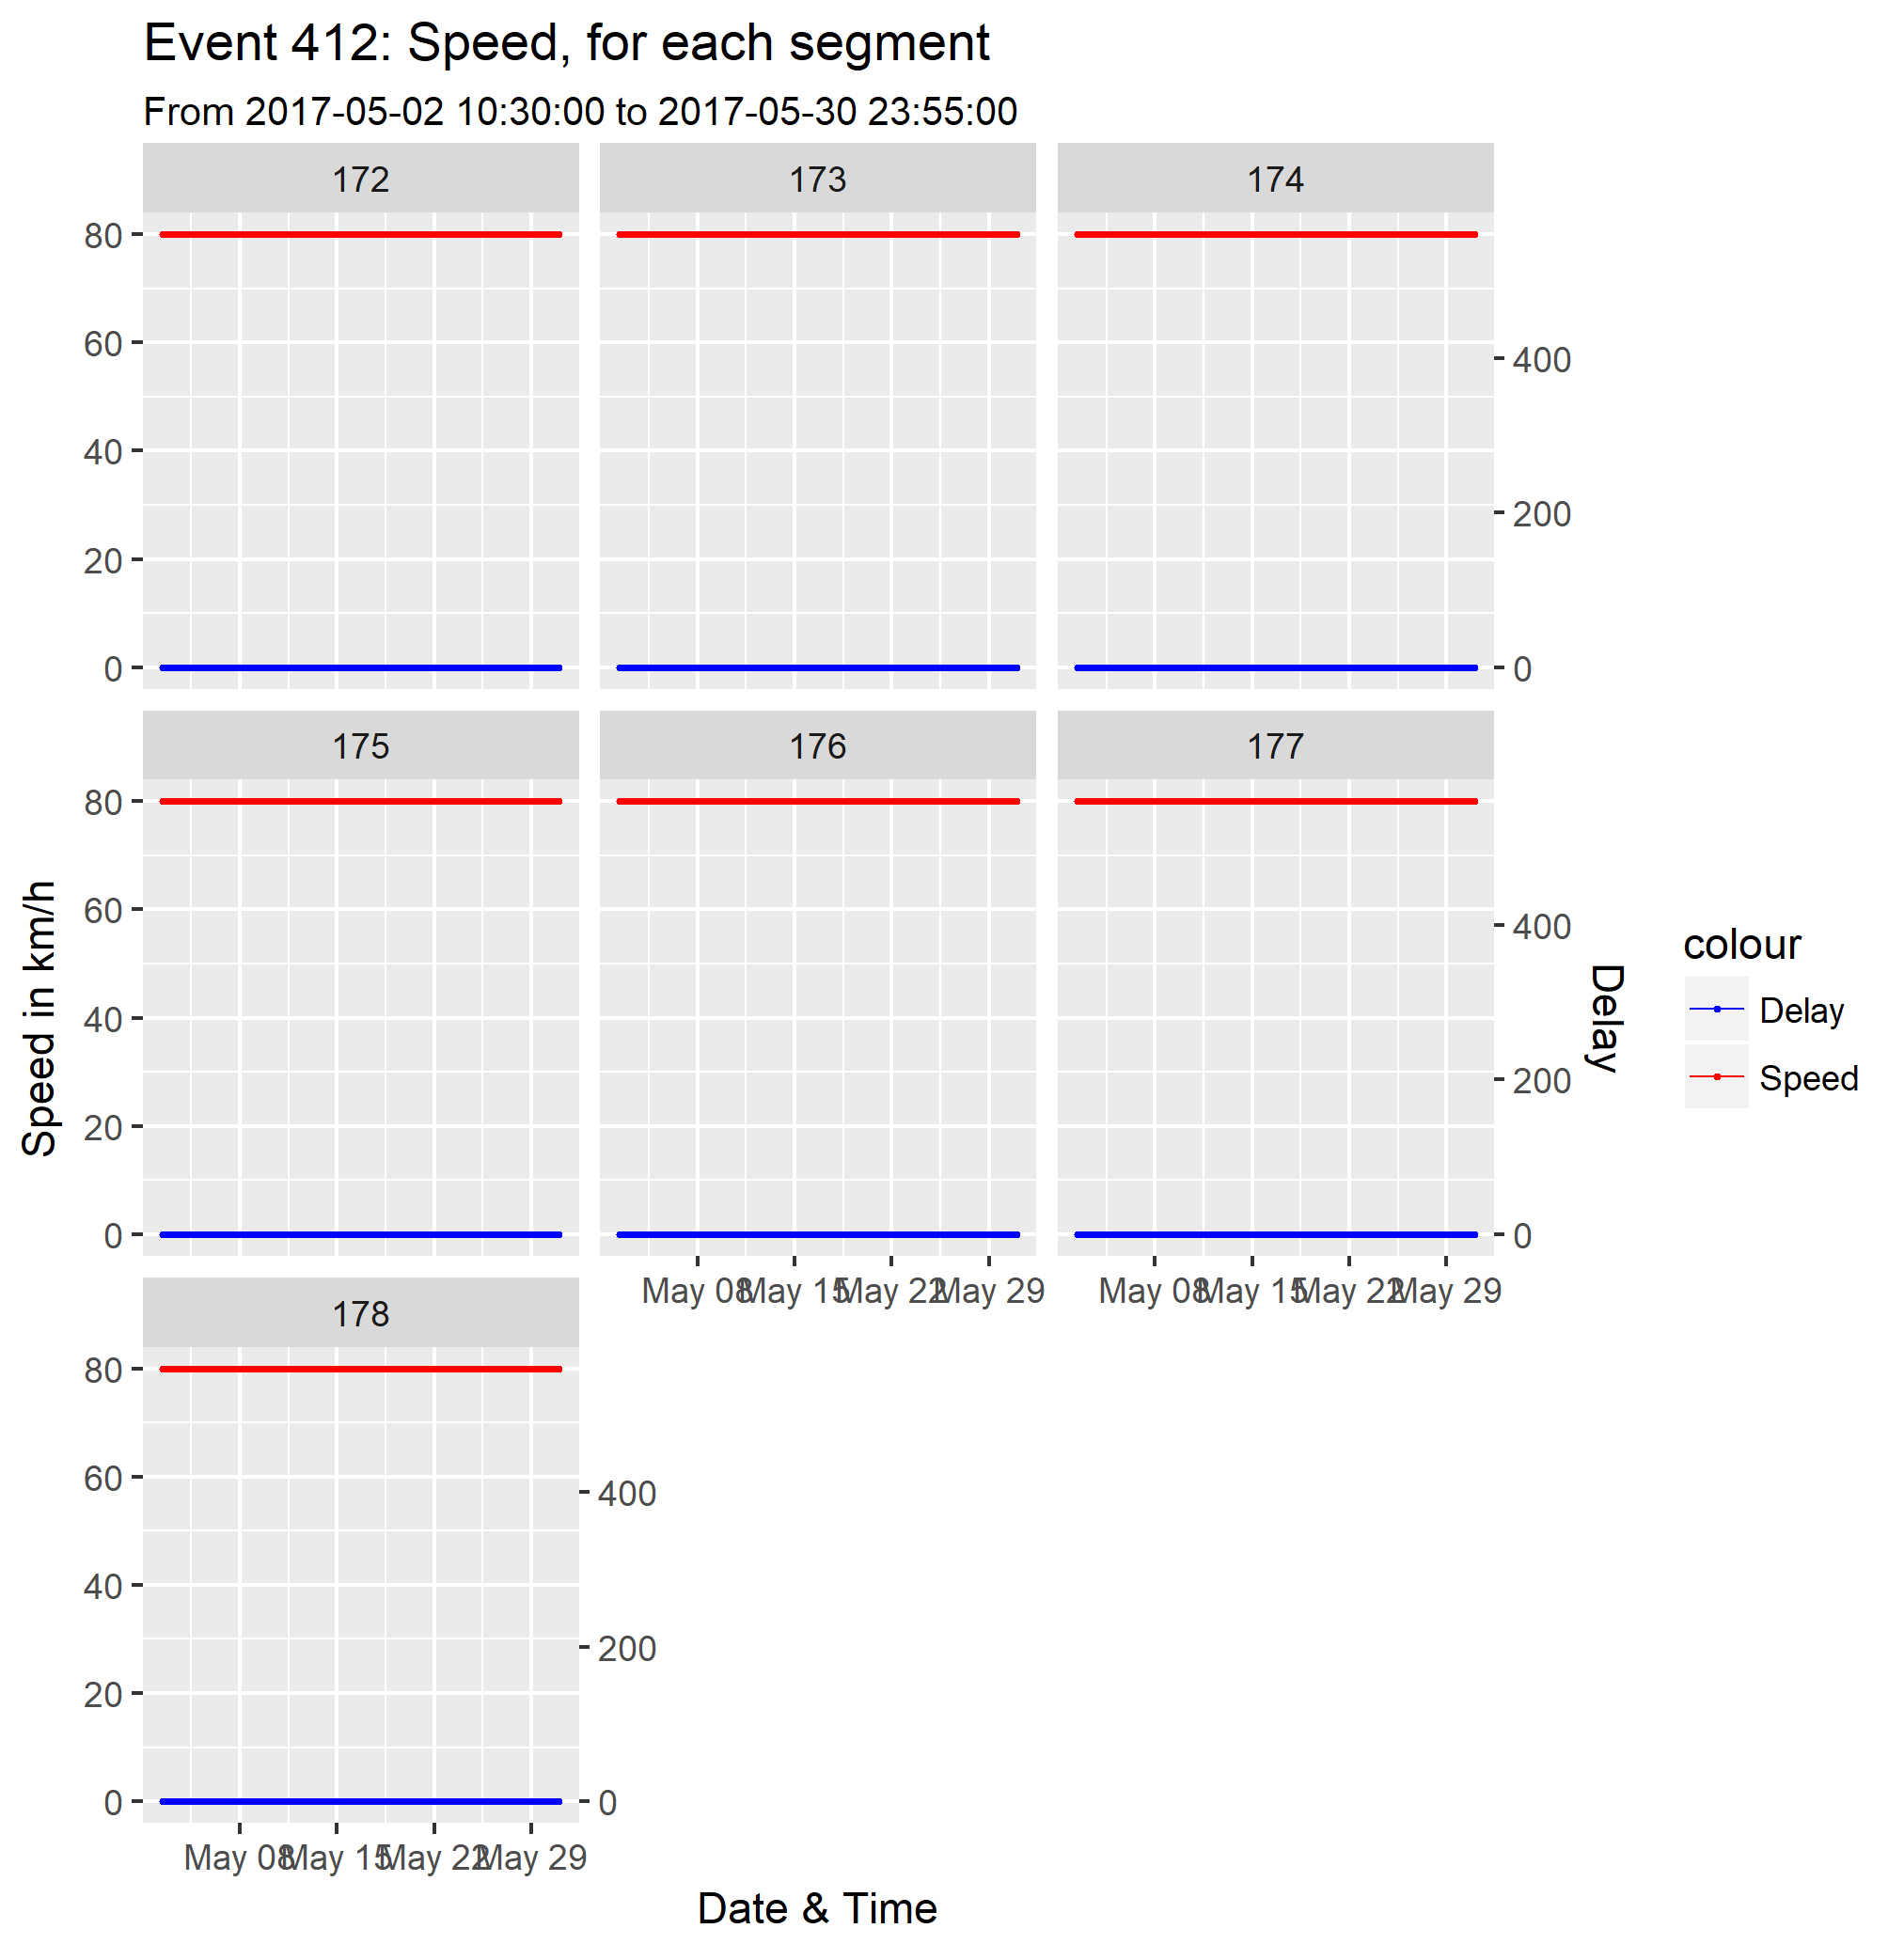 Event 412: Speed, for each segment
From 2017-05-02 10:30:00 to 2017-05-30 23:55:00
172 173 174
80 80
60
400
40
200
20
0 0
175 176 177
80
60
400
40
200
20
0 0
May 08 May 15 May 22 May 29 May 08 May 15 May 22 May 29
178
80
60
400
40
200
20
0 0
May 08 May 15 May 22 May 29
Speed in km/h
Date & Time
Delay
colour
Delay
Speed